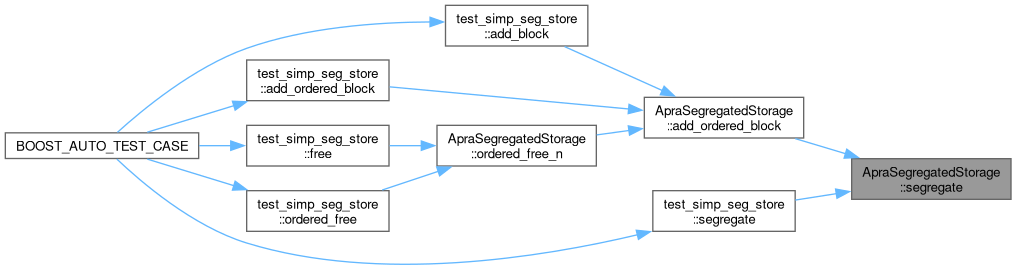 test_simp_seg_store
::add_block
test_simp_seg_store
::add_ordered_block
ApraSegregatedStorage
::add_ordered_block
BOOST_AUTO_TEST_CASE
test_simp_seg_store
::free
ApraSegregatedStorage
::ordered_free_n
ApraSegregatedStorage
::segregate
test_simp_seg_store
::ordered_free
test_simp_seg_store
::segregate